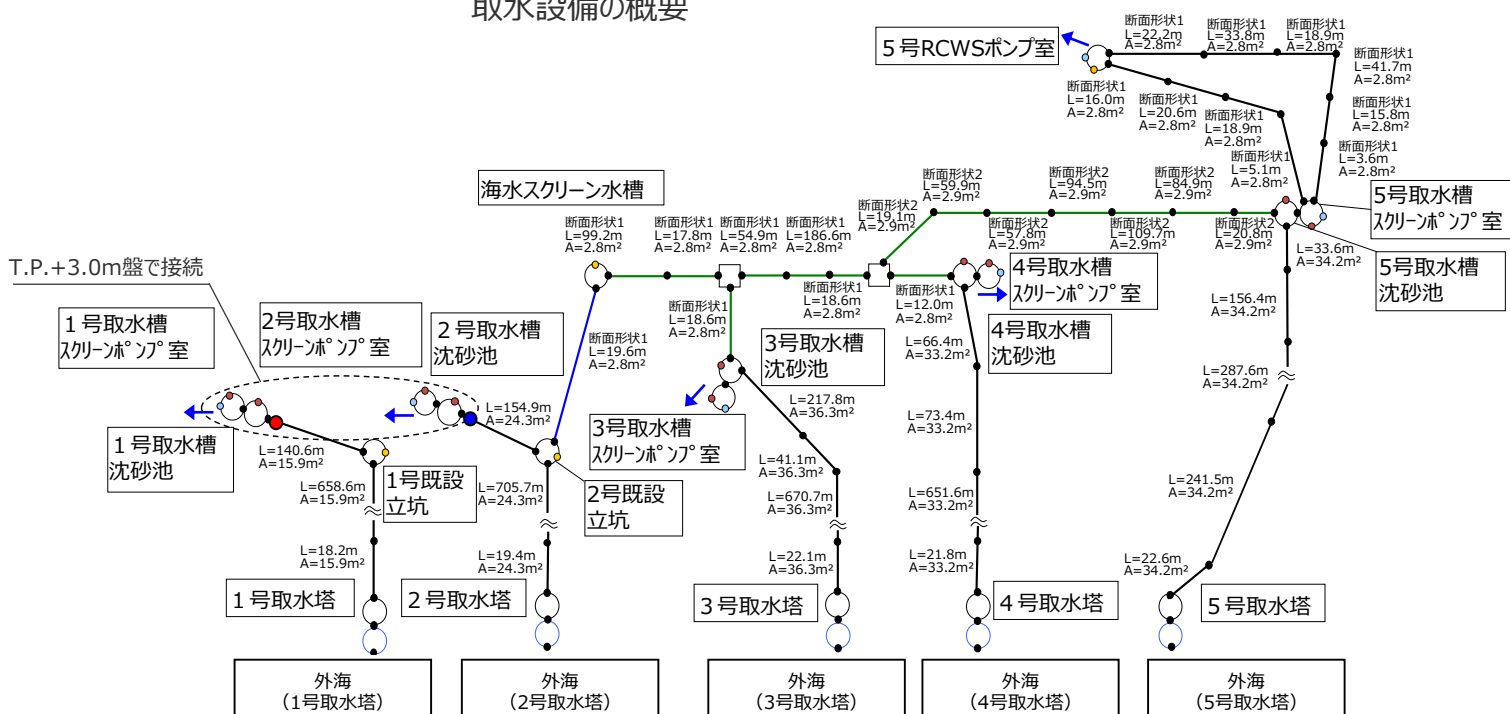 取水設備の概要
5号RCWSポンプ室
断面形状1
L=22.2m
A=2.8m²
断面形状1
L=33.8m
A=2.8m²
断面形状1
L=18.9m
A=2.8m²
断面形状1
L=41.7m
A=2.8m²
断面形状1
L=15.8m
A=2.8m²
断面形状1
L=3.6m
A=2.8m²
断面形状1
L=16.0m
A=2.8m²
断面形状1
L=20.6m
A=2.8m²
断面形状1
L=18.9m
A=2.8m²
断面形状1
L=5.1m
A=2.8m²
海水スクリーン水槽
断面形状1
L=99.2m
A=2.8m²
断面形状1
L=17.8m
A=2.8m²
断面形状1
L=54.9m
A=2.8m²
断面形状1
L=186.6m
A=2.8m²
断面形状2
L=19.1m
A=2.9m²
断面形状2
L=59.9m
A=2.9m²
断面形状2
L=57.8m
A=2.9m²
断面形状2
L=94.5m
A=2.9m²
断面形状2
L=109.7m
A=2.9m²
断面形状2
L=84.9m
A=2.9m²
断面形状2
L=20.8m
A=2.9m²
5号取水槽
スクリーンポンプ室
L=33.6m
A=34.2m²
5号取水槽
沈砂池
T.P.+3.0m盤で接続
1号取水槽
スクリーンポンプ室
2号取水槽
スクリーンポンプ室
2号取水槽
沈砂池
断面形状1
L=19.6m
A=2.8m²
断面形状1
L=18.6m
A=2.8m²
断面形状1
L=18.6m
A=2.8m²
断面形状1
L=12.0m
A=2.8m²
4号取水槽
スクリーンポンプ室
4号取水槽
沈砂池
3号取水槽
沈砂池
L=66.4m
A=33.2m²
L=156.4m
A=34.2m²
L=287.6m
A=34.2m²
1号取水槽
沈砂池
L=140.6m
A=15.9m²
L=154.9m
A=24.3m²
3号取水槽
スクリーンポンプ室
L=217.8m
A=36.3m²
L=73.4m
A=33.2m²
L=658.6m
A=15.9m²
1号既設
立坑
L=705.7m
A=24.3m²
2号既設
立坑
L=41.1m
A=36.3m²
L=670.7m
A=36.3m²
L=651.6m
A=33.2m²
L=241.5m
A=34.2m²
L=18.2m
A=15.9m²
L=19.4m
A=24.3m²
L=22.1m
A=36.3m²
L=21.8m
A=33.2m²
L=22.6m
A=34.2m²
1号取水塔
2号取水塔
3号取水塔
4号取水塔
5号取水塔
外海
(1号取水塔)
外海
(2号取水塔)
外海
(3号取水塔)
外海
(4号取水塔)
外海
(5号取水塔)